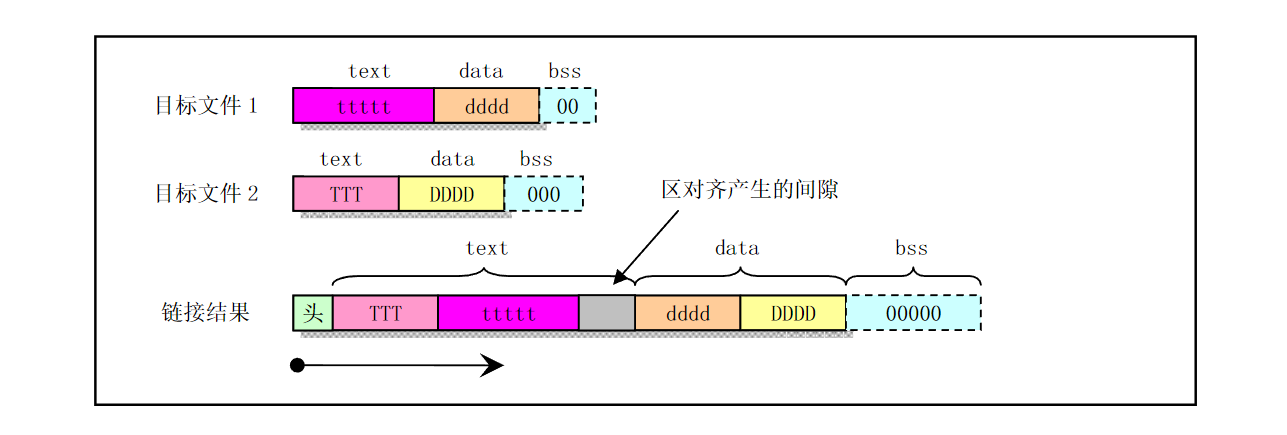 text data bss
目标文件 1 ttttt dddd 00
text data bss
目标文件 2 TTT DDDD 000
区对齐产生的间隙
text data bss
链接结果 头 TTT ttttt dddd DDDD 00000